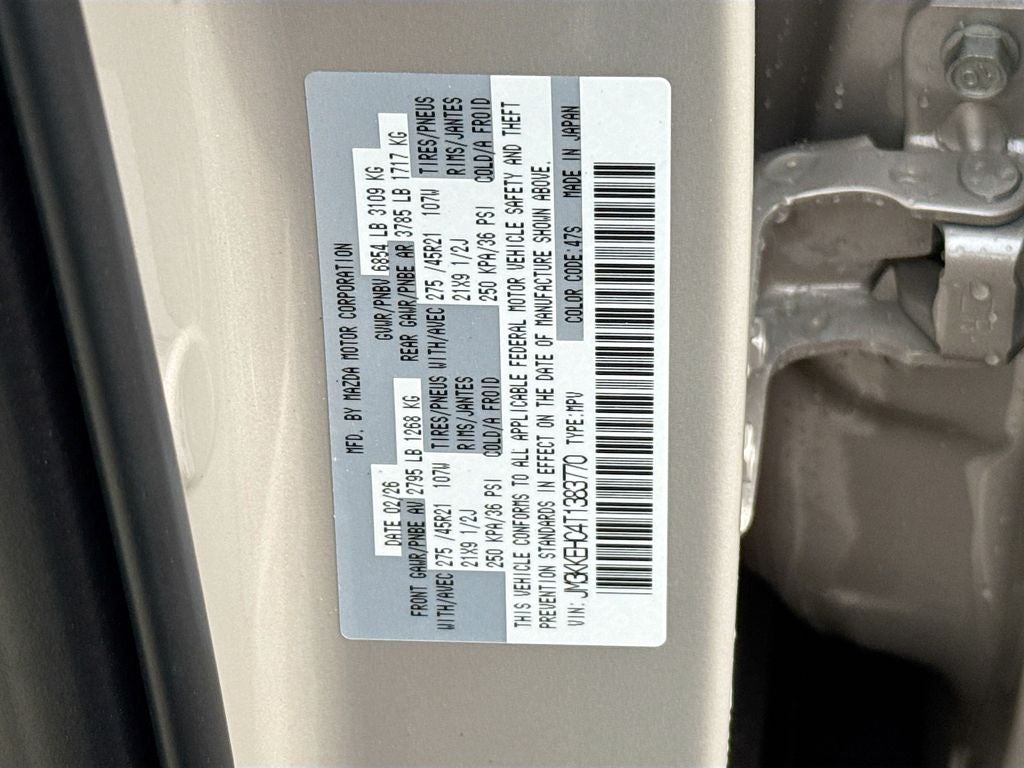 MFD. BY MAZDA MOTOR CORPORATION
DATE 02/26 GVWR/PNBV 6854 LB 3109 KG
FRONT GAWR/PNBE AV 2795 LB 1268 KG REAR GAWR/PNBE AR 3785 LB 1717 KG
WITH/AVEC 275 /45R21 107W TIRES/PNEUS WITH/AVEC 275 /45R21 107W TIRES/PNEUS
21X9 1/2J RIMS/JANTES 21X9 1/2J RIMS/JANTES
250 KPA/36 PSI COLD/A FROID 250 KPA/36 PSI COLD/A FROID
THIS VEHICLE CONFORMS TO ALL APPLICABLE FEDERAL MOTOR VEHICLE SAFETY AND THEFT
PREVENTION STANDARDS IN EFFECT ON THE DATE OF MANUFACTURE SHOWN ABOVE.
VIN: JM3KKEHC4T1383770 TYPE:MPV COLOR CODE:47S MADE IN JAPAN